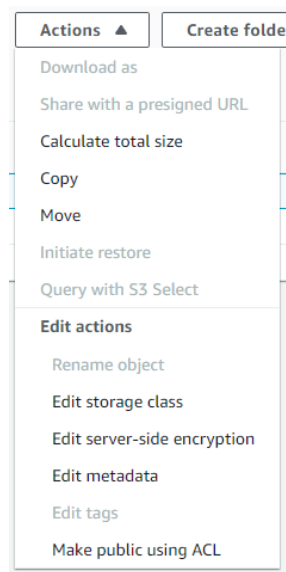 Actions ▲ Create folde
Download as
Share with a presigned URL
Calculate total size
Copy
Move
Initiate restore
Query with S3 Select
Edit actions
Rename object
Edit storage class
Edit server-side encryption
Edit metadata
Edit tags
Make public using ACL